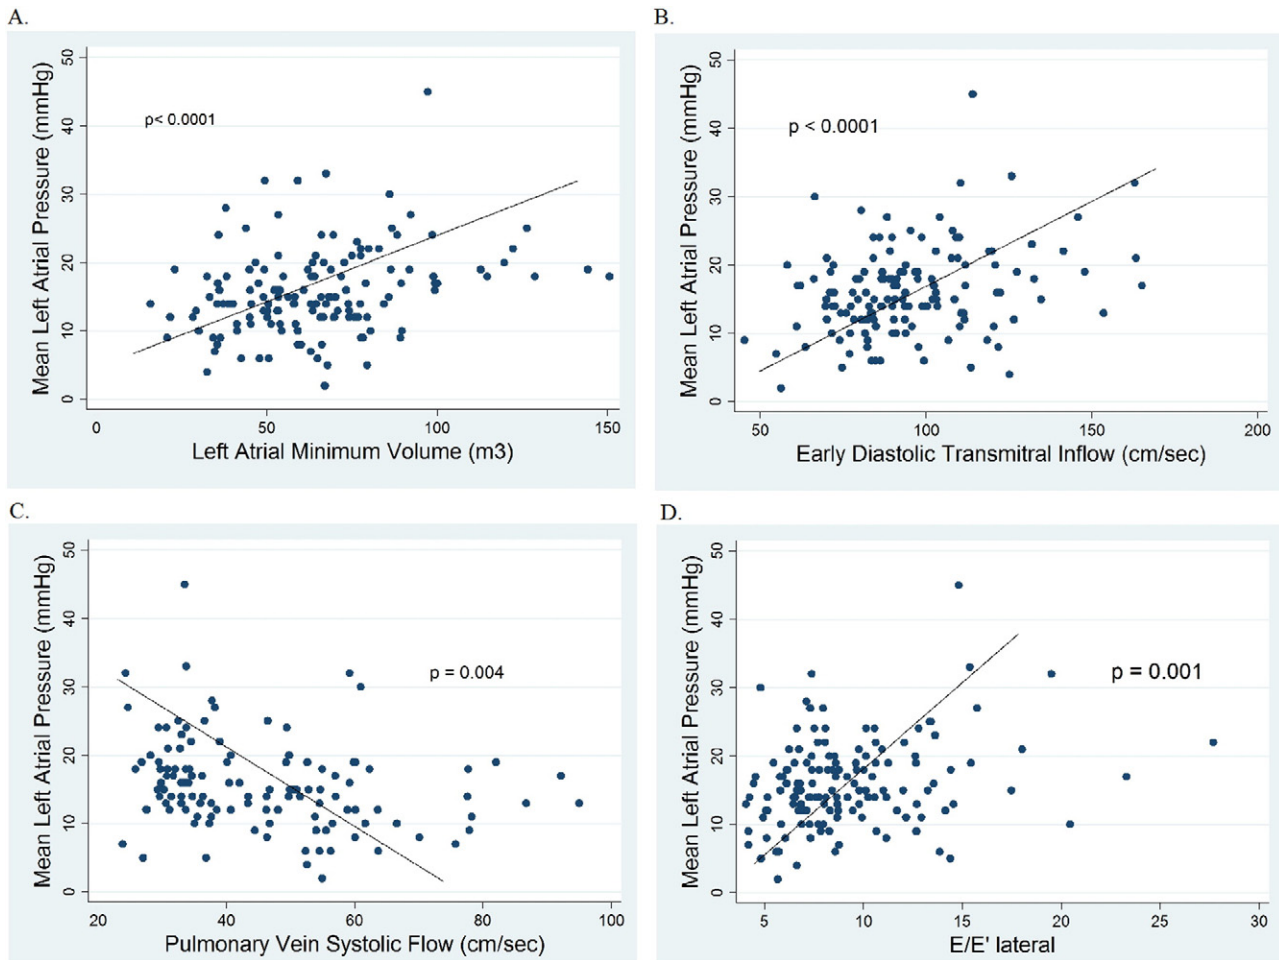 A.
Mean Left Atrial Pressure (mmHg)
50
40
30
20
10
0
p< 0.0001
0 50 100 150
Left Atrial Minimum Volume (m3)
B.
Mean Left Atrial Pressure (mmHg)
50
40
30
20
10
0
p < 0.0001
50 100 150 200
Early Diastolic Transmitral Inflow (cm/sec)
C.
Mean Left Atrial Pressure (mmHg)
50
40
30
20
10
0
p = 0.004
20 40 60 80 100
Pulmonary Vein Systolic Flow (cm/sec)
D.
Mean Left Atrial Pressure (mmHg)
50
40
30
20
10
0
p = 0.001
5 10 15 20 25 30
E/E' lateral